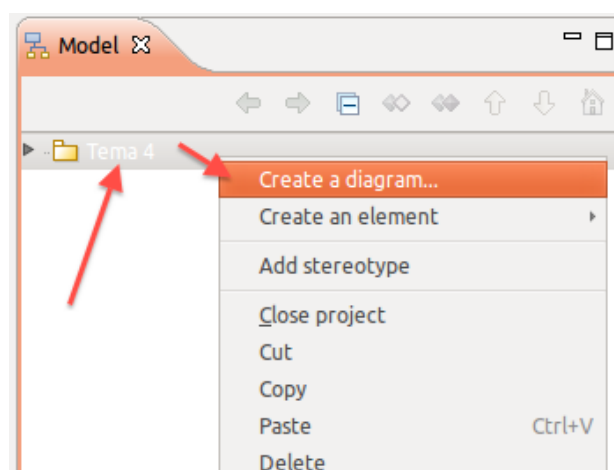 Model
Tema 4
Create a diagram...
Create an element
Add stereotype
Close project
Cut
Copy
Paste Ctrl+V
Delete